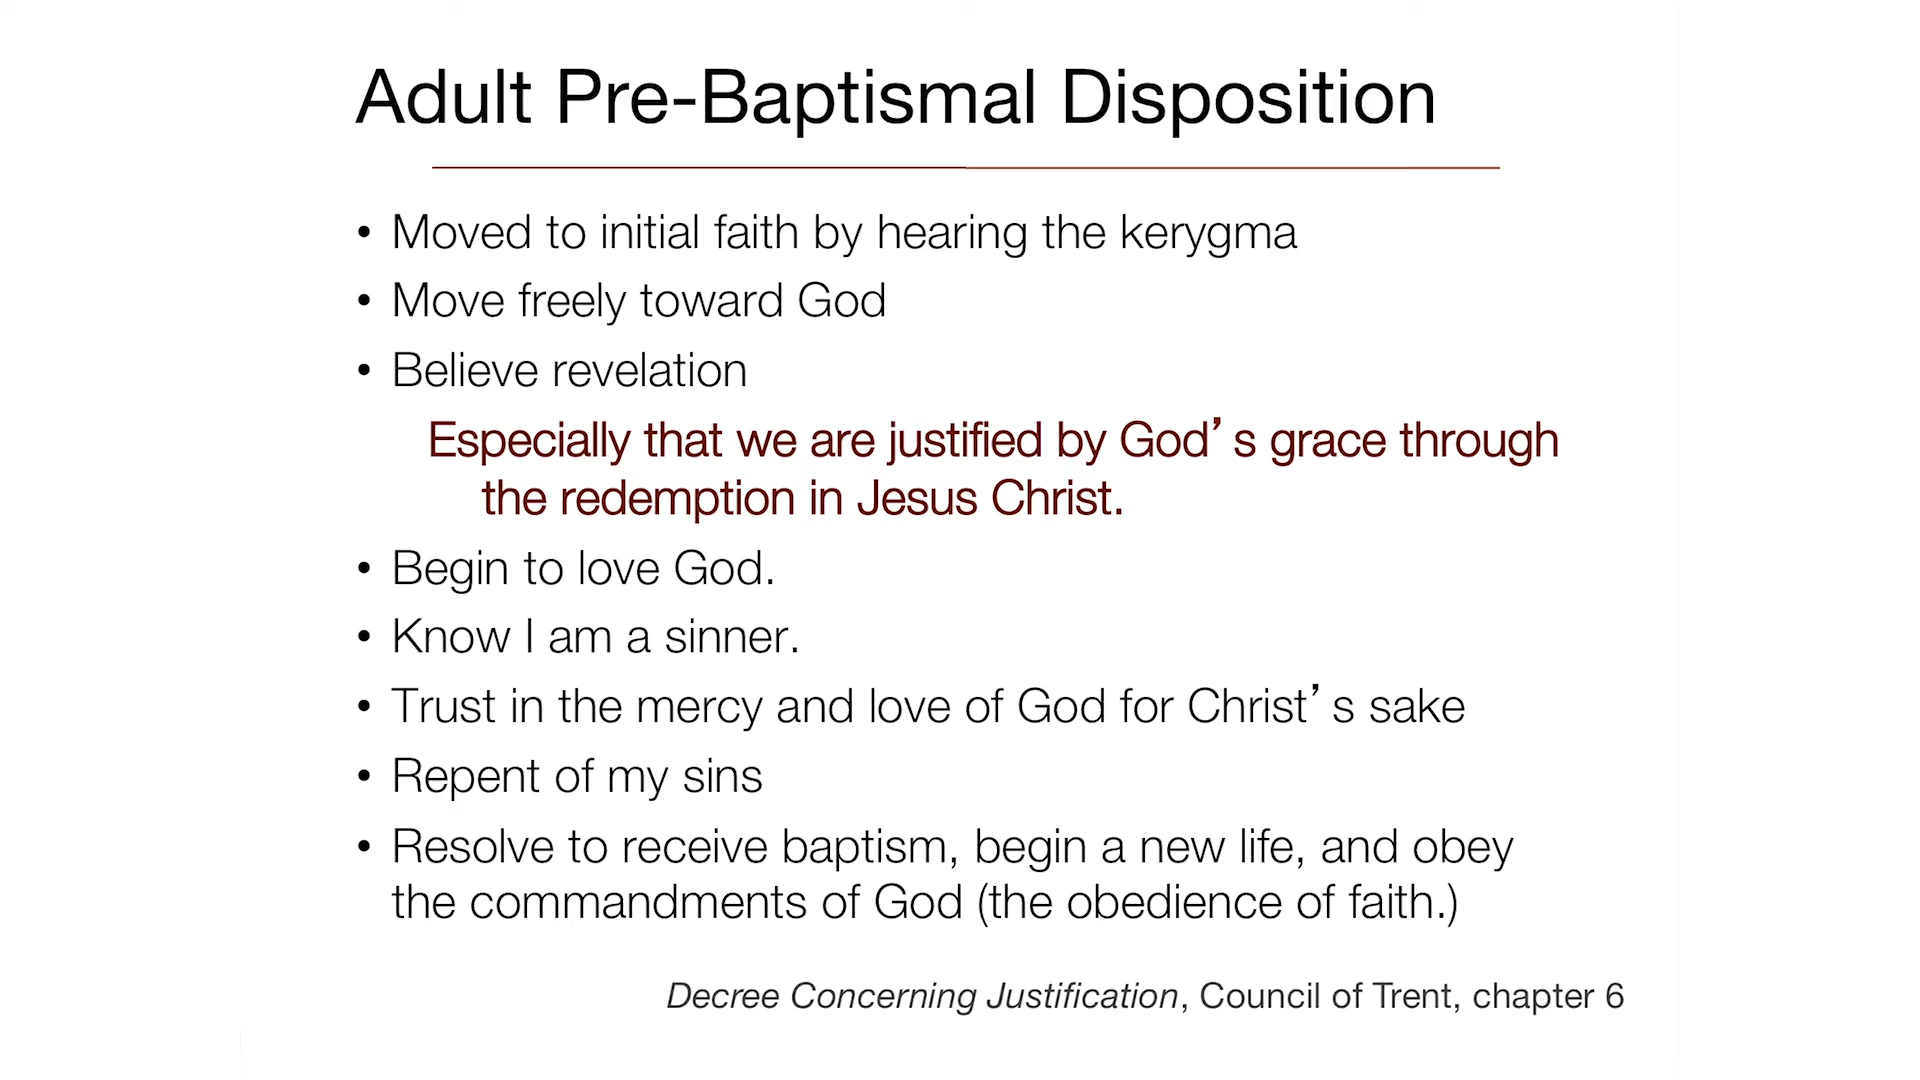 Adult Pre-Baptismal Disposition
• Moved to initial faith by hearing the kerygma
• Move freely toward God
• Believe revelation
Especially that we are justified by God’s grace through
the redemption in Jesus Christ.
• Begin to love God.
• Know I am a sinner.
• Trust in the mercy and love of God for Christ’s sake
• Repent of my sins
• Resolve to receive baptism, begin a new life, and obey
the commandments of God (the obedience of faith.)
Decree Concerning Justification, Council of Trent, chapter 6